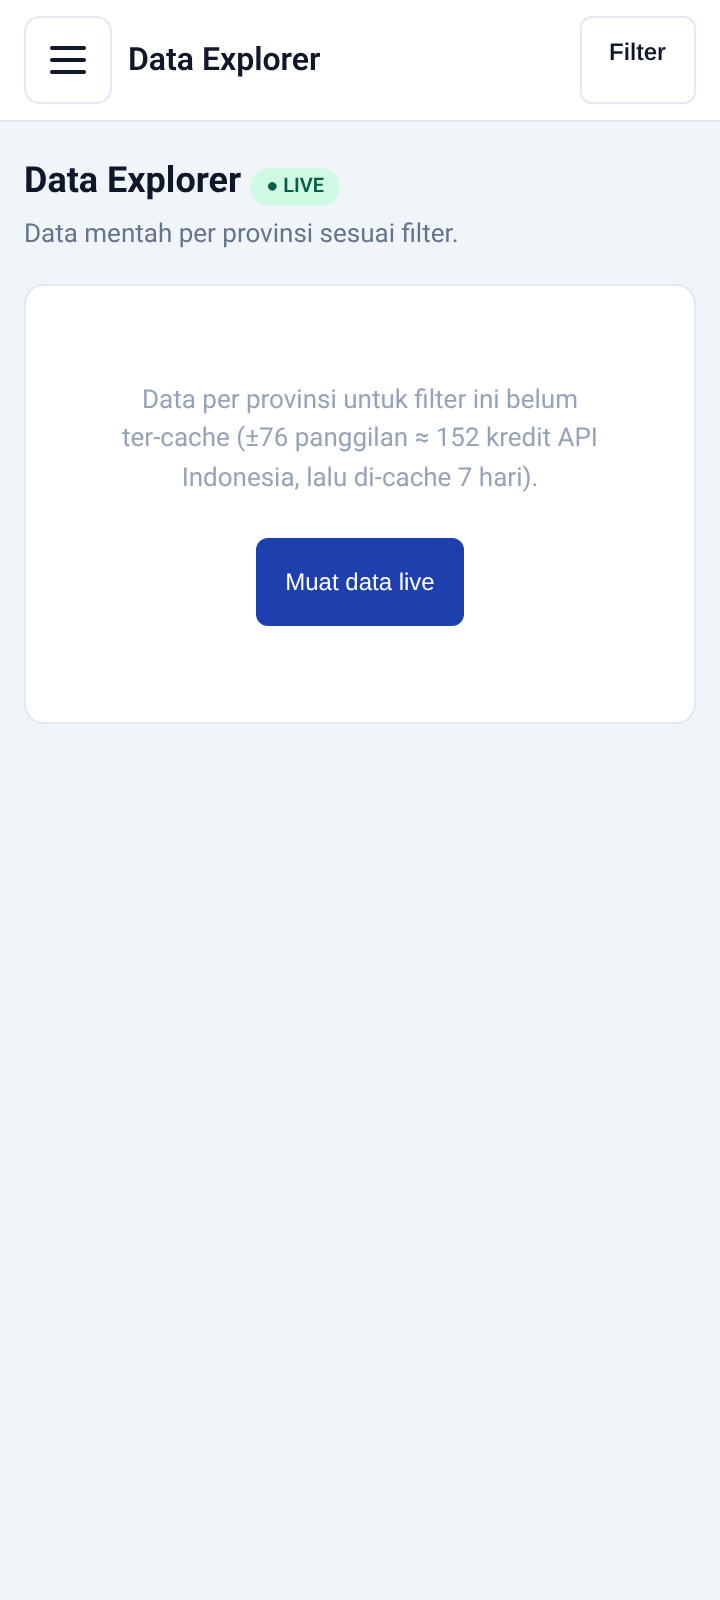 Data Explorer
Filter
Data Explorer
● LIVE
Data mentah per provinsi sesuai filter.
Data per provinsi untuk filter ini belum
ter-cache (±76 panggilan ≈ 152 kredit API
Indonesia, lalu di-cache 7 hari).
Muat data live